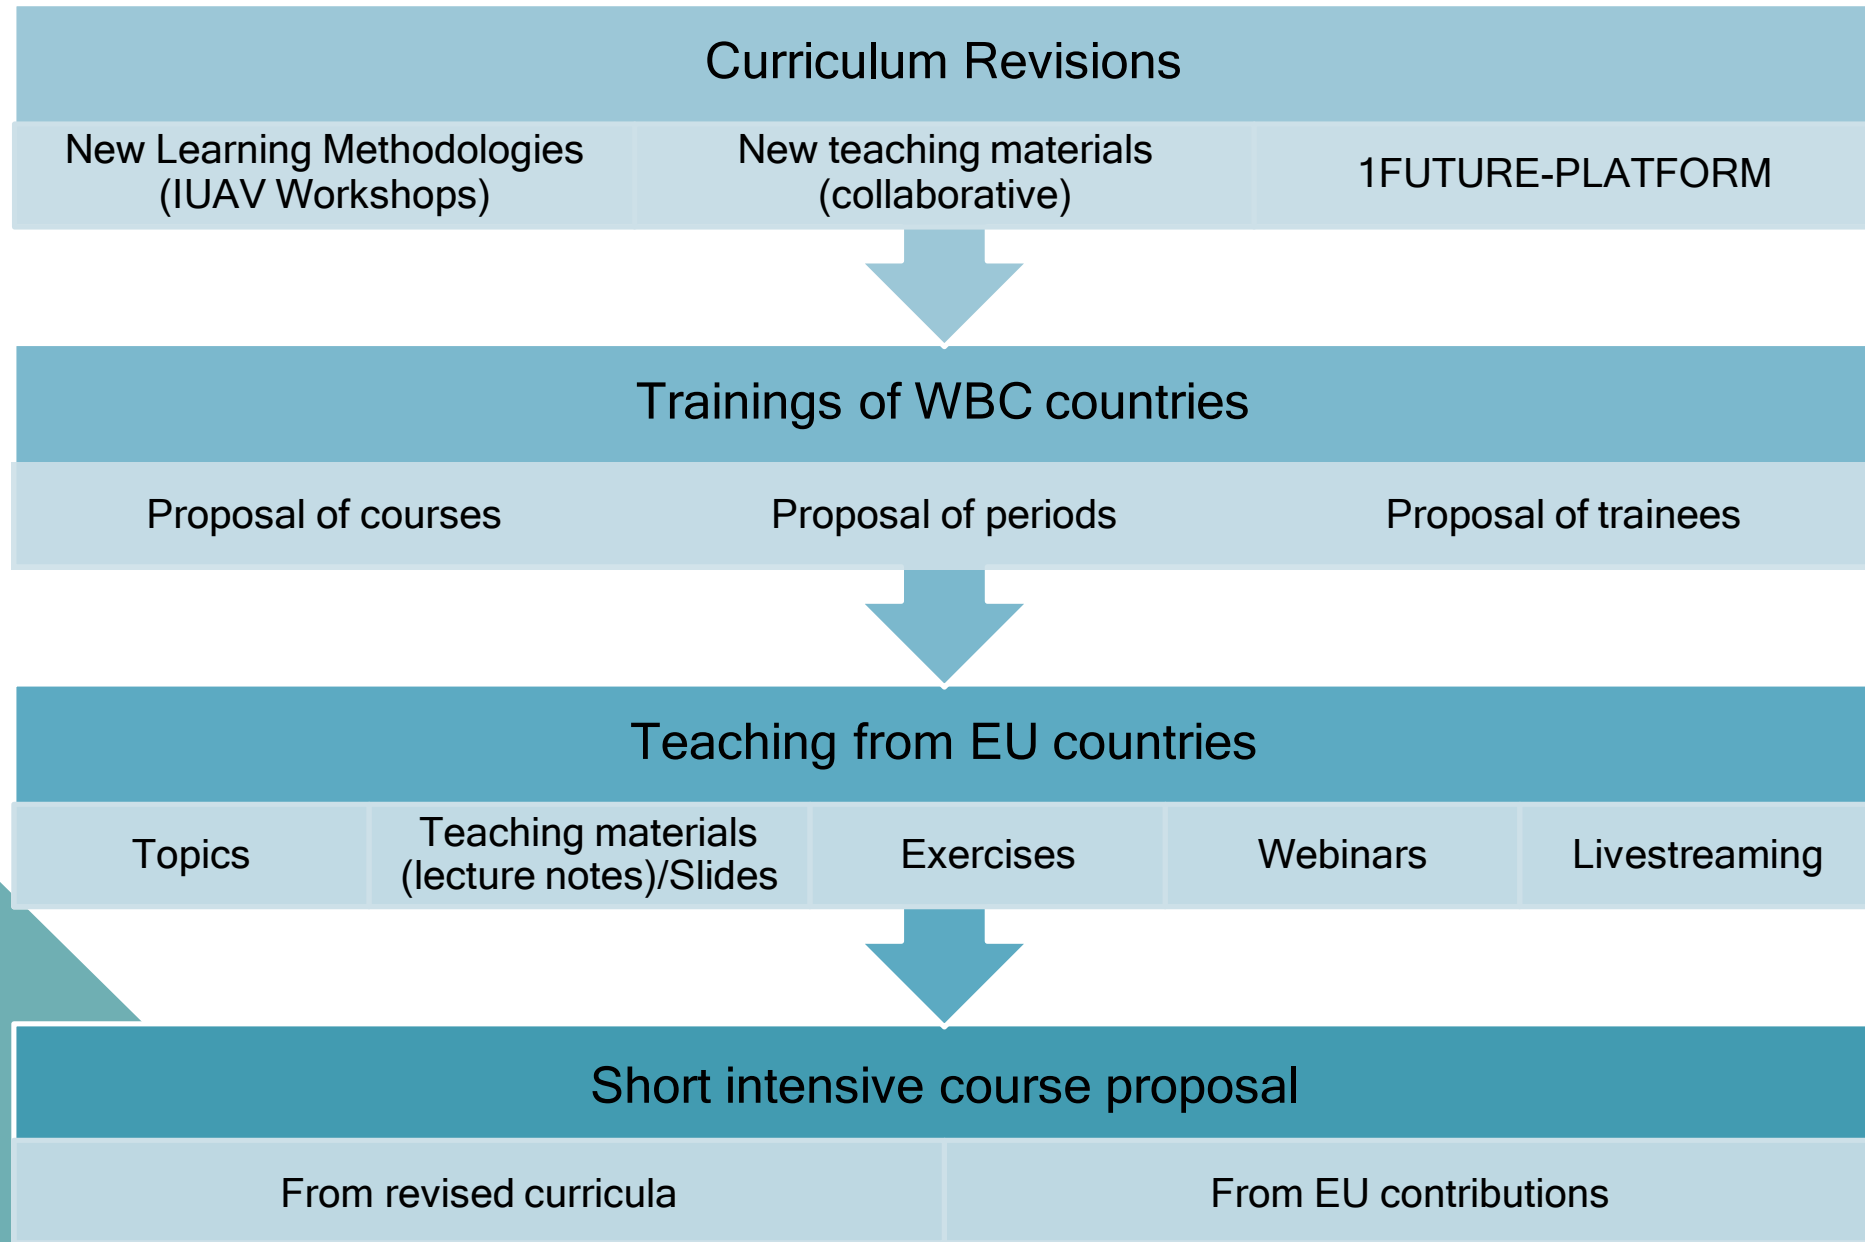 Curriculum Revisions
New Learning Methodologies
(IUAV Workshops)
New teaching materials
(collaborative)
1FUTURE-PLATFORM
Trainings of WBC countries
Proposal of courses
Proposal of periods
Proposal of trainees
Teaching from EU countries
Topics
Teaching materials
(lecture notes)/Slides
Exercises
Webinars
Livestreaming
Short intensive course proposal
From revised curricula
From EU contributions